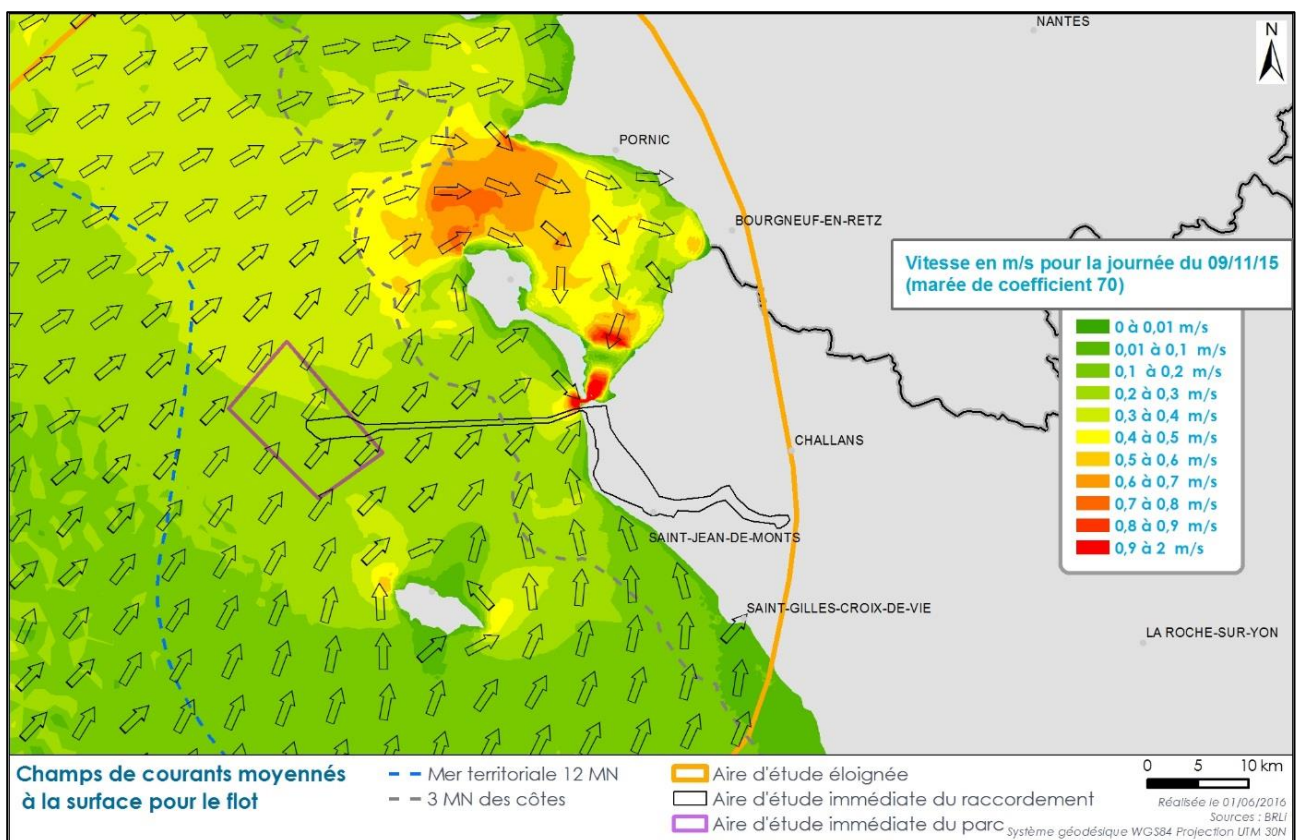 NANTES
N
PORNIC
BOURGNEUF-EN-RETZ
Vitesse en m/s pour la journée du 09/11/15
(marée de coefficient 70)
0 à 0,01 m/s
0,01 à 0,1 m/s
0,1 à 0,2 m/s
0,2 à 0,3 m/s
0,3 à 0,4 m/s
0,4 à 0,5 m/s
0,5 à 0,6 m/s
0,6 à 0,7 m/s
0,7 à 0,8 m/s
0,8 à 0,9 m/s
0,9 à 2 m/s
CHALLANS
SAINT-JEAN-DE-MONTS
SAINT-GILLES-CROIX-DE-VIE
LA ROCHE-SUR-YON
Champs de courants moyennés
à la surface pour le flot
Mer territoriale 12 MN
3 MN des côtes
Aire d'étude éloignée
Aire d'étude immédiate du raccordement
Aire d'étude immédiate du parc
0 5 10 km
Réalisée le 01/06/2016
Sources : BRLi
Système géodésique WGS84 Projection UTM 30N